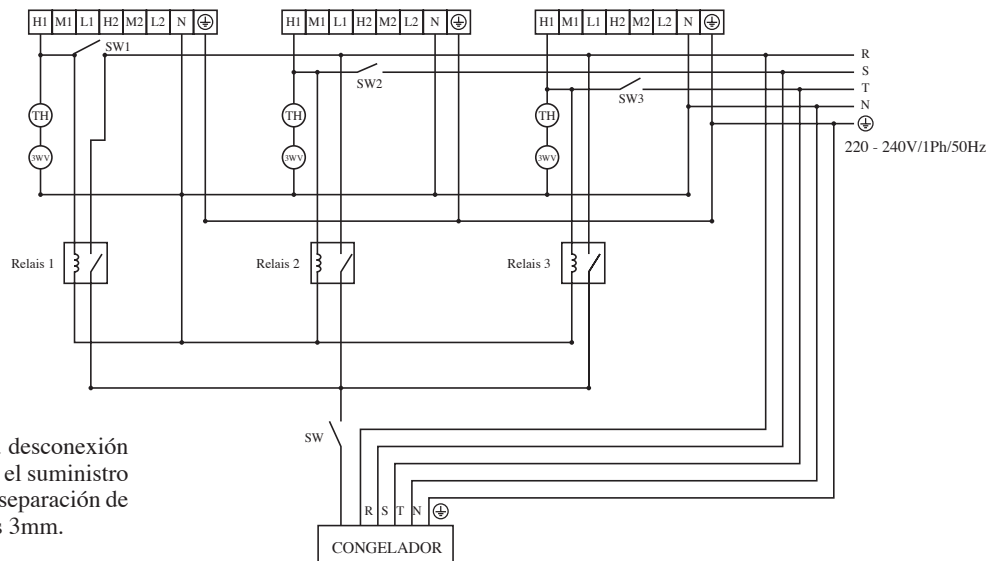 H1 M1 L1 H2 M2 L2 N
H1 M1 L1 H2 M2 L2 N
H1 M1 L1 H2 M2 L2 N
SW1
SW2
SW3
R
S
T
N
220 - 240V/1Ph/50Hz
TH
TH
TH
3WV
3WV
3WV
Relais 1
Relais 2
Relais 3
SW
desconexión
el suministro
separación de
3mm.
R S T N
CONGELADOR